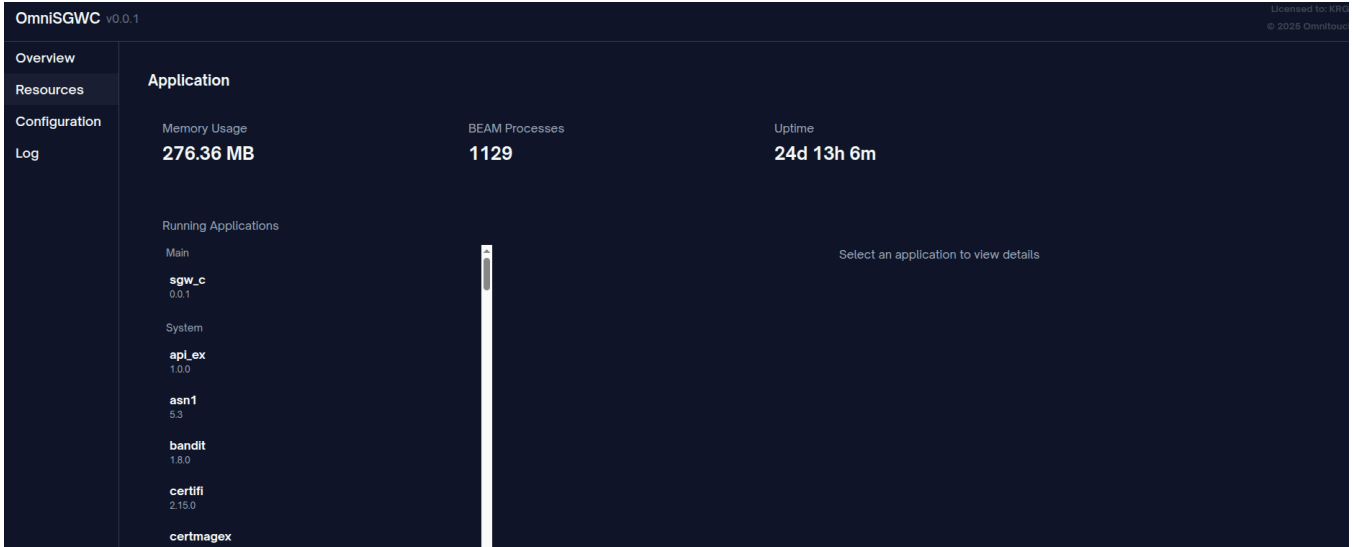 OmniSGWC v0.0.1
Licensed to: KRG
© 2025 Omnitouc
Overview
Resources
Configuration
Log
Application
Memory Usage
276.36 MB
BEAM Processes
1129
Uptime
24d 13h 6m
Running Applications
Main
sgw_c
0.0.1
System
api_ex
1.0.0
asn1
5.3
bandit
1.8.0
certifi
2.15.0
certmagex
Select an application to view details